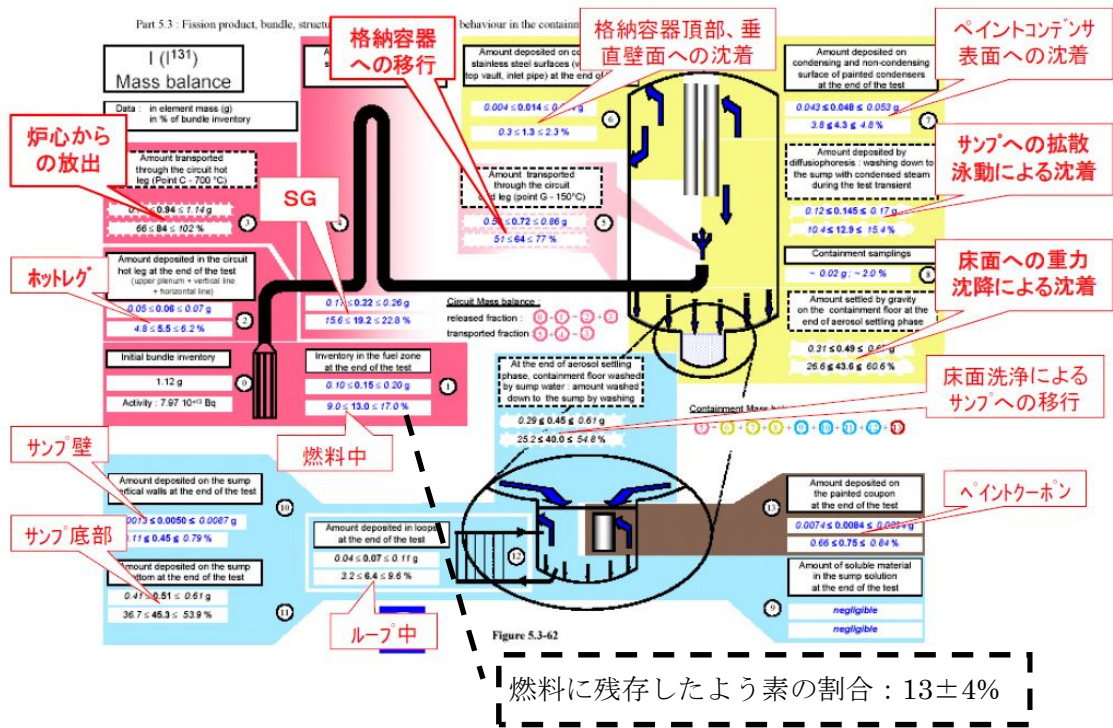 Part 5.3 : Fission product, bundle, structu
behaviour in the containm
I (I¹³¹)
Mass balance
Data : in element mass (g)
in % of bundle inventory
格納容器
への移行
格納容器頂部、垂
直壁面への沈着
ペイントコンデンサ
表面への沈着
Amount deposited on co
stainless steel surfaces (v
top vault, inlet pipe) at the end of
0.004 ≤ 0.014 ≤
0.3 ≤ 1.3 ≤ 2.3 %
6
Amount deposited on
condensing and non-condensing
surface of painted condensers
at the end of the test
0.043 ≤ 0.048 ≤ 0.053 g
3.8 ≤ 4.3 ≤ 4.8 %
7
炉心から
の放出
Amount transported
through the circuit hot
leg (Point C - 700 °C)
≤ 0.94 ≤ 1.14 g
66 ≤ 84 ≤ 102 %
3
SG
4
Amount transported
through the circuit
d leg (point G - 150°C)
≤ 0.72 ≤ 0.86 g
51 ≤ 64 ≤ 77 %
5
サンプへの拡散
泳動による沈着
Amount deposited by
diffusiophoresis : washing down to
the sump with condensed steam
during the test transient
0.12 ≤ 0.145 ≤ 0.17 g
10.4 ≤ 12.9 ≤ 15.4 %
Containment samplings
~ 0.02 g ; ~ 2.0 %
8
ホットレグ
Amount deposited in the circuit
hot leg at the end of the test
(upper plenum + vertical line
+ horizontal line)
0.05 ≤ 0.06 ≤ 0.07 g
4.8 ≤ 5.5 ≤ 6.2 %
2
0.17 ≤ 0.22 ≤ 0.26 g
15.6 ≤ 19.2 ≤ 22.8 %
Circuit Mass balance :
released fraction : 0 - 1 - 2 + 3
transported fraction :
床面への重力
沈降による沈着
Amount settled by gravity
on the containment floor at the
end of aerosol settling phase
0.31 ≤ 0.49 ≤
26.6 ≤ 43.6 ≤ 60.6 %
Initial bundle inventory
1.12 g
Activity : 7.97 10⁺¹³ Bq
0
Inventory in the fuel zone
at the end of the test
0.10 ≤ 0.15 ≤ 0.20 g
9.0 ≤ 13.0 ≤ 17.0 %
1
燃料中
At the end of aerosol settling
phase, containment floor washed
by sump water : amount washed
down to the sump by washing
0.29 ≤ 0.45 ≤ 0.61 g
25.2 ≤ 40.0 ≤ 54.8 %
床面洗浄による
サンプへの移行
Containment Mass bal
サンプ壁
Amount deposited on the sump
vertical walls at the end of the test
0.0013 ≤ 0.0050 ≤ 0.0087 g
0.11 ≤ 0.45 ≤ 0.79 %
10
サンプ底部
Amount deposited on the sump
bottom at the end of the test
0.41 ≤ 0.51 ≤ 0.61 g
36.7 ≤ 45.3 ≤ 53.9 %
11
Amount deposited in loops
at the end of the test
0.04 ≤ 0.07 ≤ 0.11 g
3.2 ≤ 6.4 ≤ 9.6 %
12
ループ中
13
Amount deposited on
the painted coupon
at the end of the test
0.0074 ≤ 0.0084 ≤ g
0.66 ≤ 0.75 ≤ 0.84 %
ペイントクーポン
Amount of soluble material
in the sump solution
at the end of the test
negligible
negligible
9
Figure 5.3-62
燃料に残存したよう素の割合：13±4%